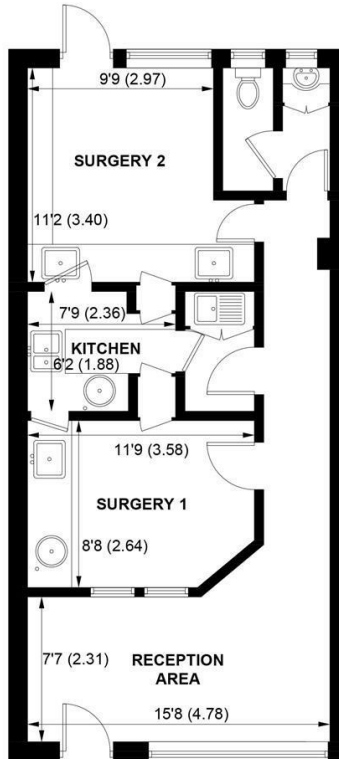 9'9 (2.97)
SURGERY 2
11'2 (3.40)
7'9 (2.36)
KITCHEN
6'2 (1.88)
11'9 (3.58)
SURGERY 1
8'8 (2.64)
7'7 (2.31)
RECEPTION
AREA
15'8 (4.78)